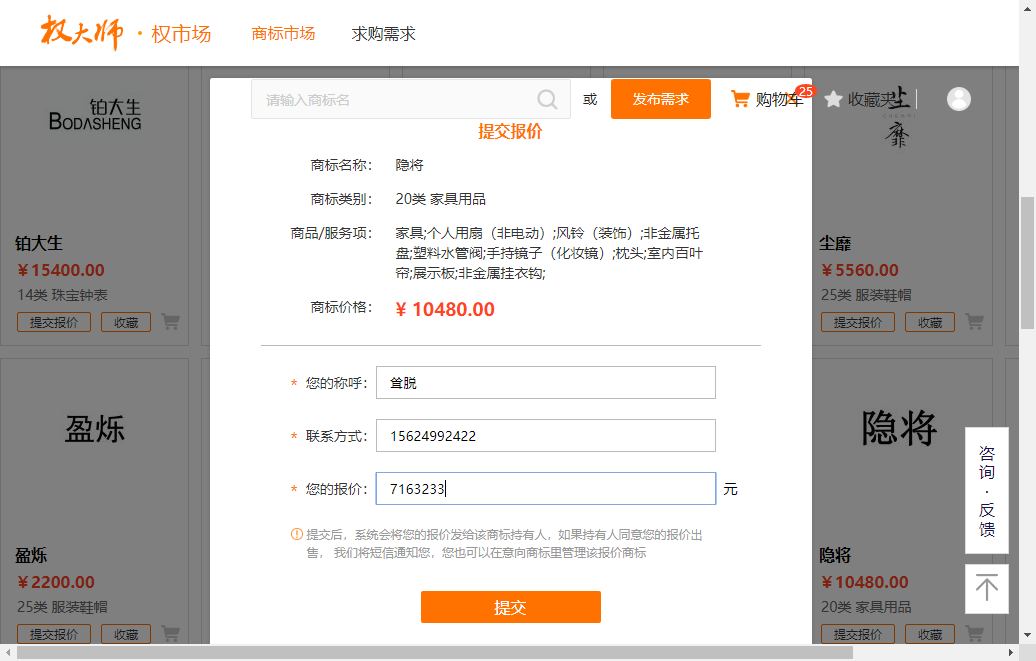 权大师 · 权市场 商标市场 求购需求
请输入商标名 或 发布需求 购物车 25 收藏夹
提交报价
商标名称： 隐将
商标类别： 20类 家具用品
商品/服务项： 家具;个人用扇（非电动）;风铃（装饰）;非金属托
盘;塑料水管阀;手持镜子（化妆镜）;枕头;室内百叶
帘;展示板;非金属挂衣钩;
商标价格： ￥10480.00
* 您的称呼： 耸脱
* 联系方式： 15624992422
* 您的报价： 7163233 元
提交后，系统会将您的报价发给该商标持有人，如果持有人同意您的报价出
售， 我们将短信通知您，您也可以在意向商标里管理该报价商标
提交
铂大生
BODASHENG
铂大生
￥15400.00
14类 珠宝钟表
提交报价 收藏
盈烁
盈烁
￥2200.00
25类 服装鞋帽
提交报价 收藏
尘靡
尘靡
￥5560.00
25类 服装鞋帽
提交报价 收藏
隐将
隐将
￥10480.00
20类 家具用品
提交报价 收藏
咨
询
·
反
馈